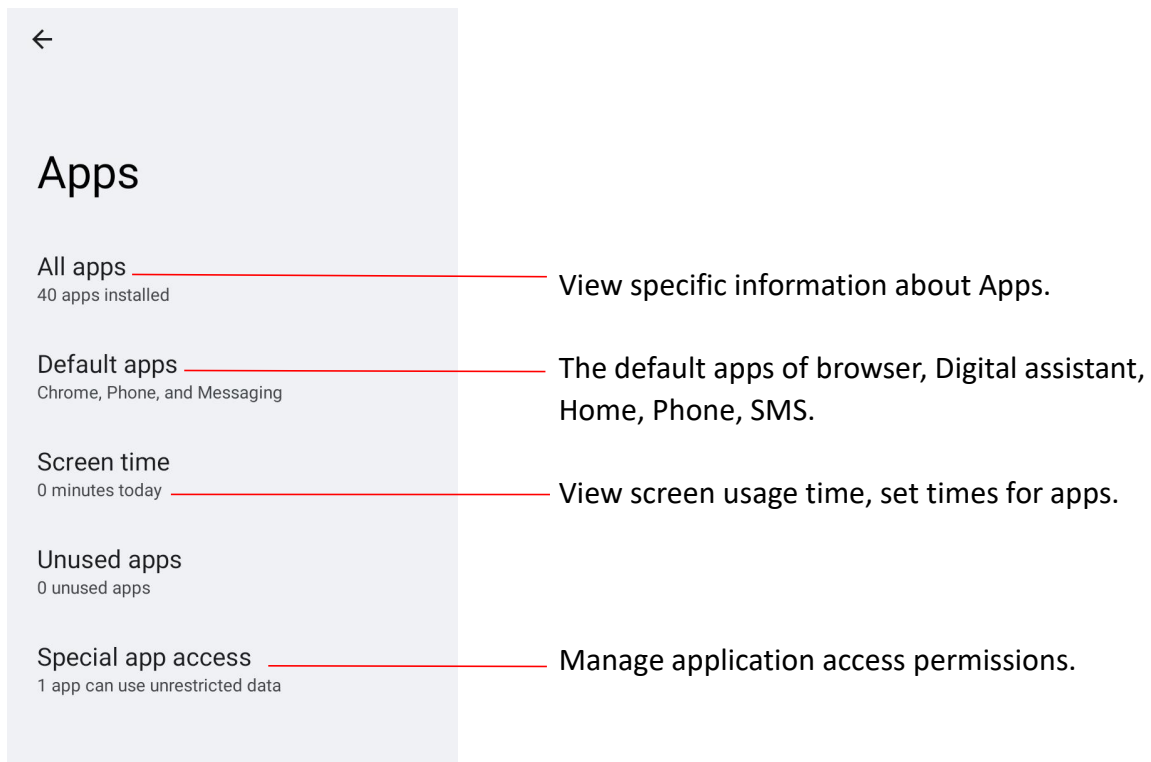 Apps
All apps
40 apps installed
View specific information about Apps.
Default apps
Chrome, Phone, and Messaging
The default apps of browser, Digital assistant,
Home, Phone, SMS.
Screen time
0 minutes today
View screen usage time, set times for apps.
Unused apps
0 unused apps
Special app access
1 app can use unrestricted data
Manage application access permissions.